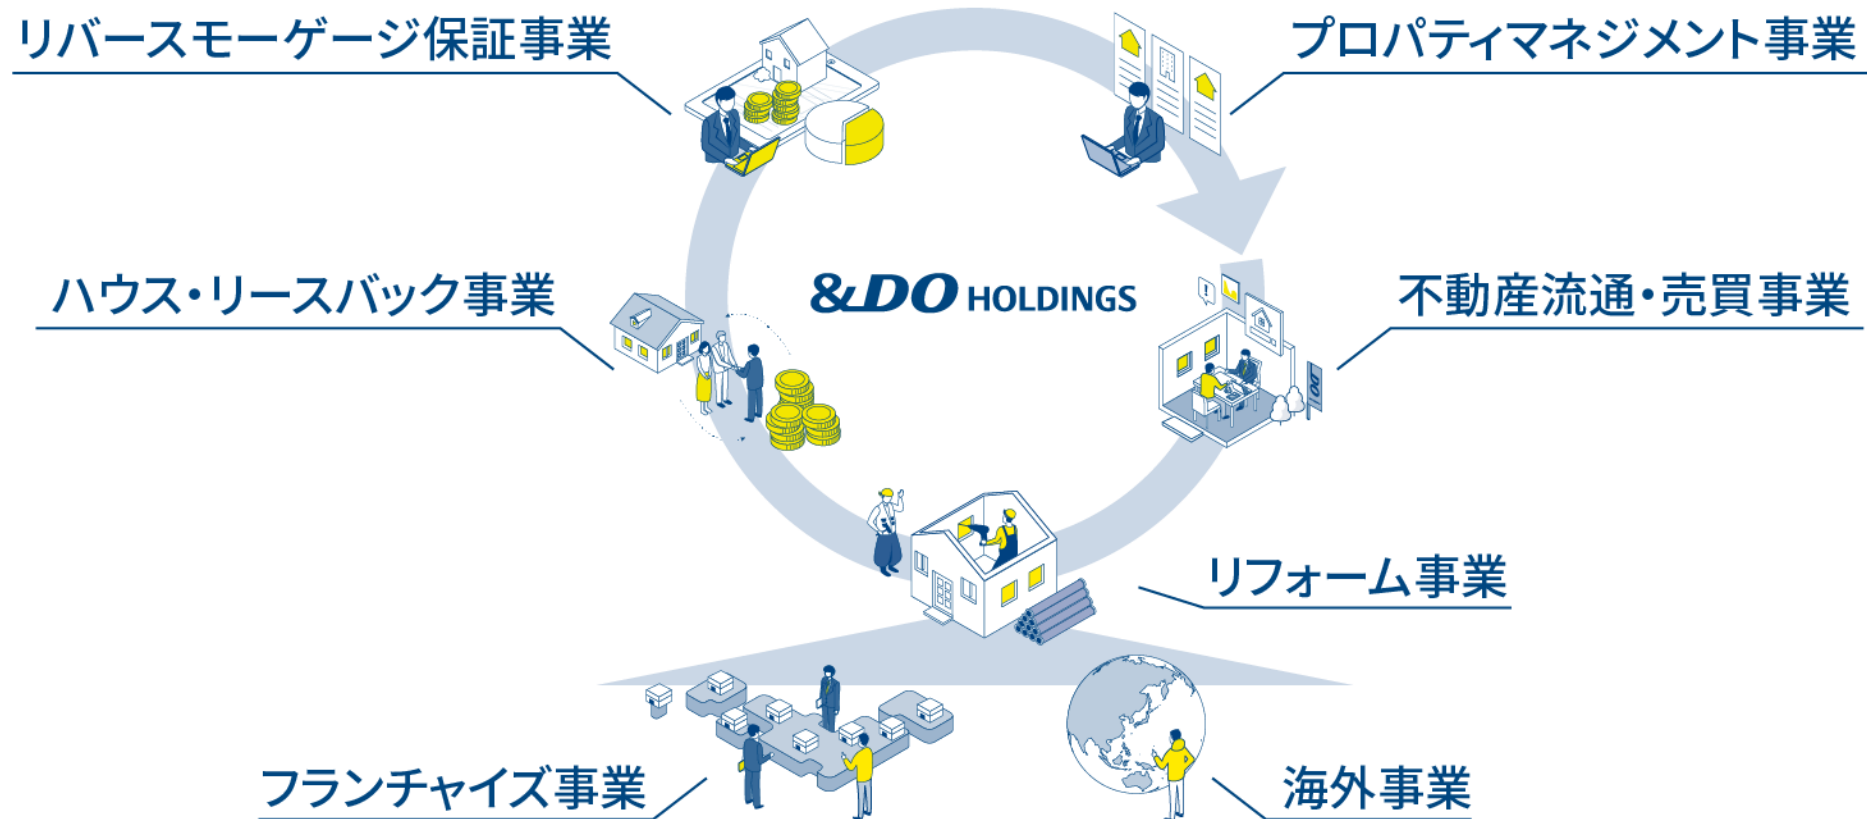 リバースモーゲージ保証事業
プロパティマネジメント事業
ハウス・リースバック事業
&DO HOLDINGS
不動産流通・売買事業
!
DO
リフォーム事業
フランチャイズ事業
海外事業